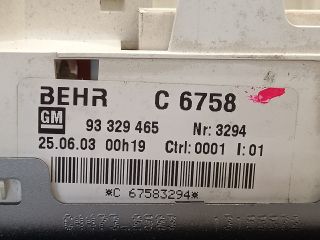 BEHR C 6758
GM 93 329 465 Nr: 3294
25.06.03 00h19 Ctrl:0001 I:01
*C 67583294*